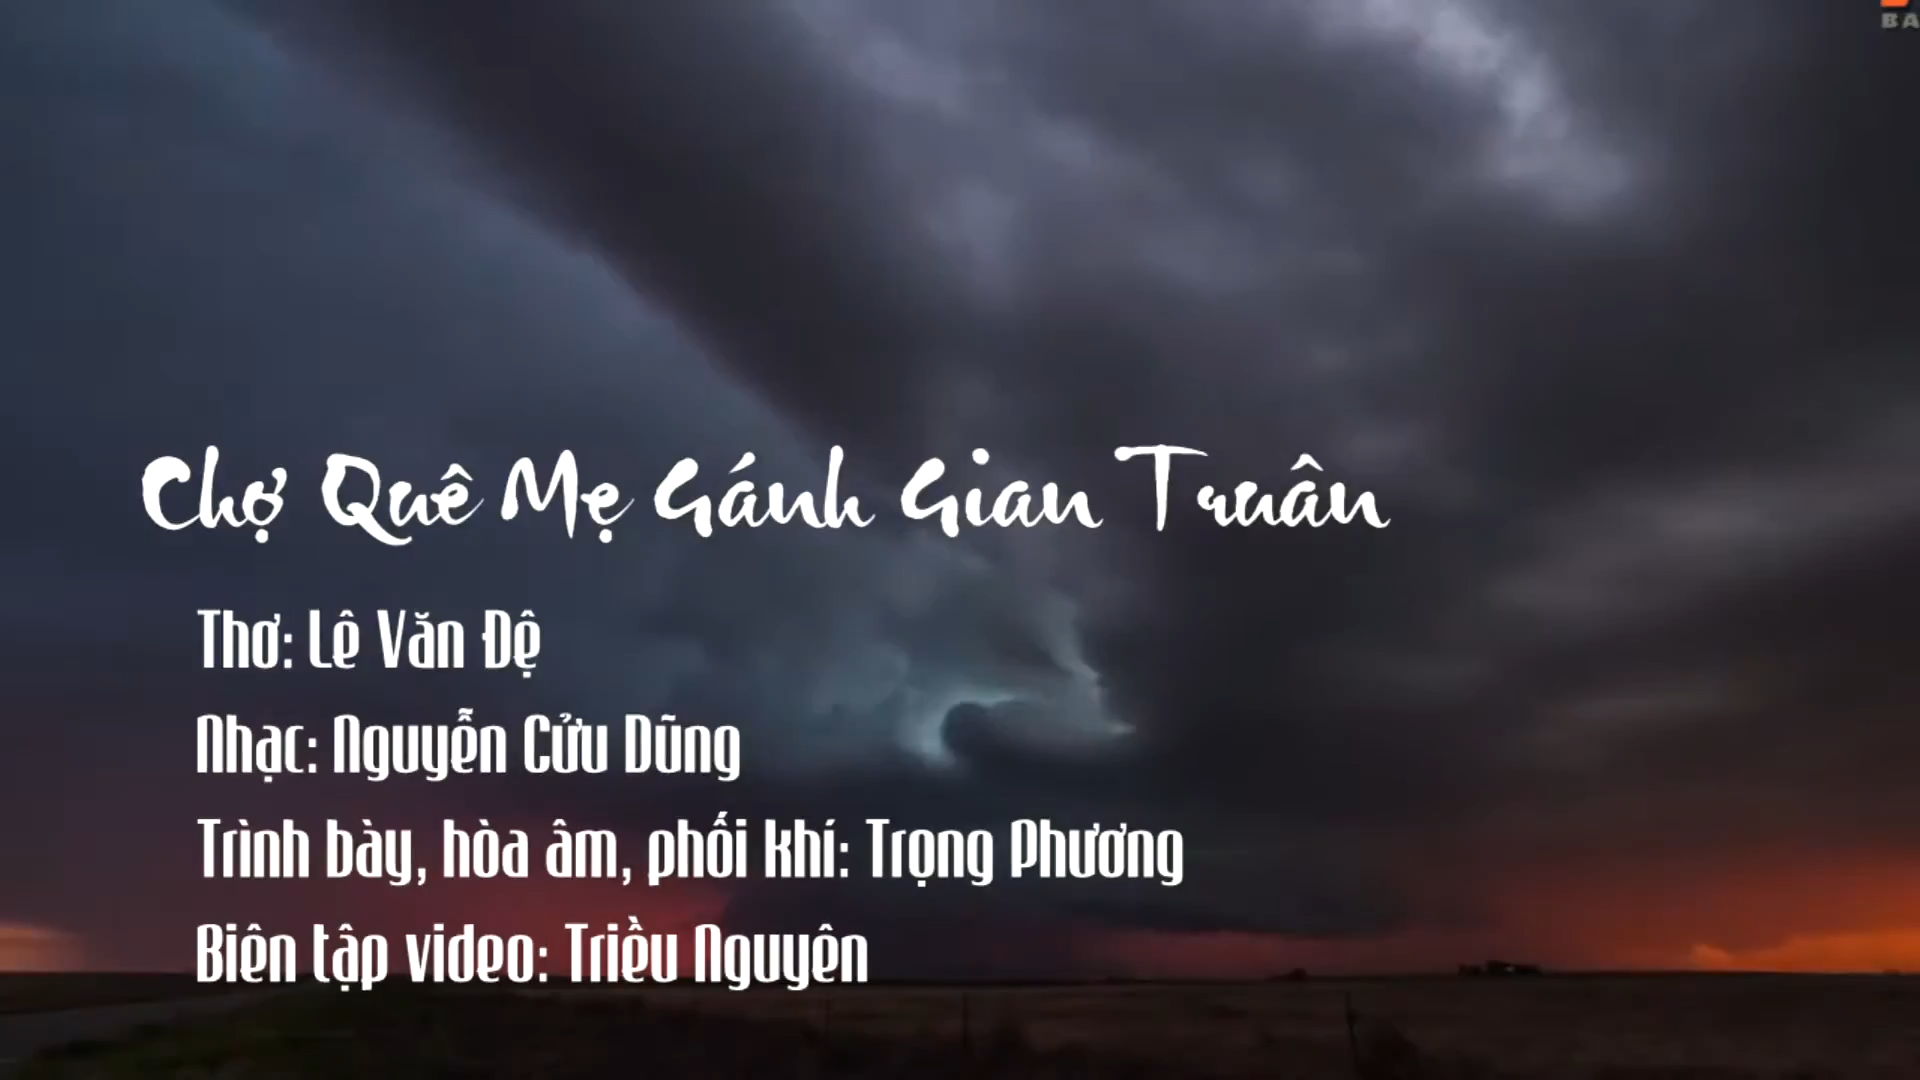 BA
Chợ Quê Mẹ Gánh Gian Truân
Thơ: Lê Văn Độ
Nhạc: Nguyễn Cửu Dũng
Trình bày, hòa âm, phối khí: Trọng Phương
Biên tập video: Triều Nguyên